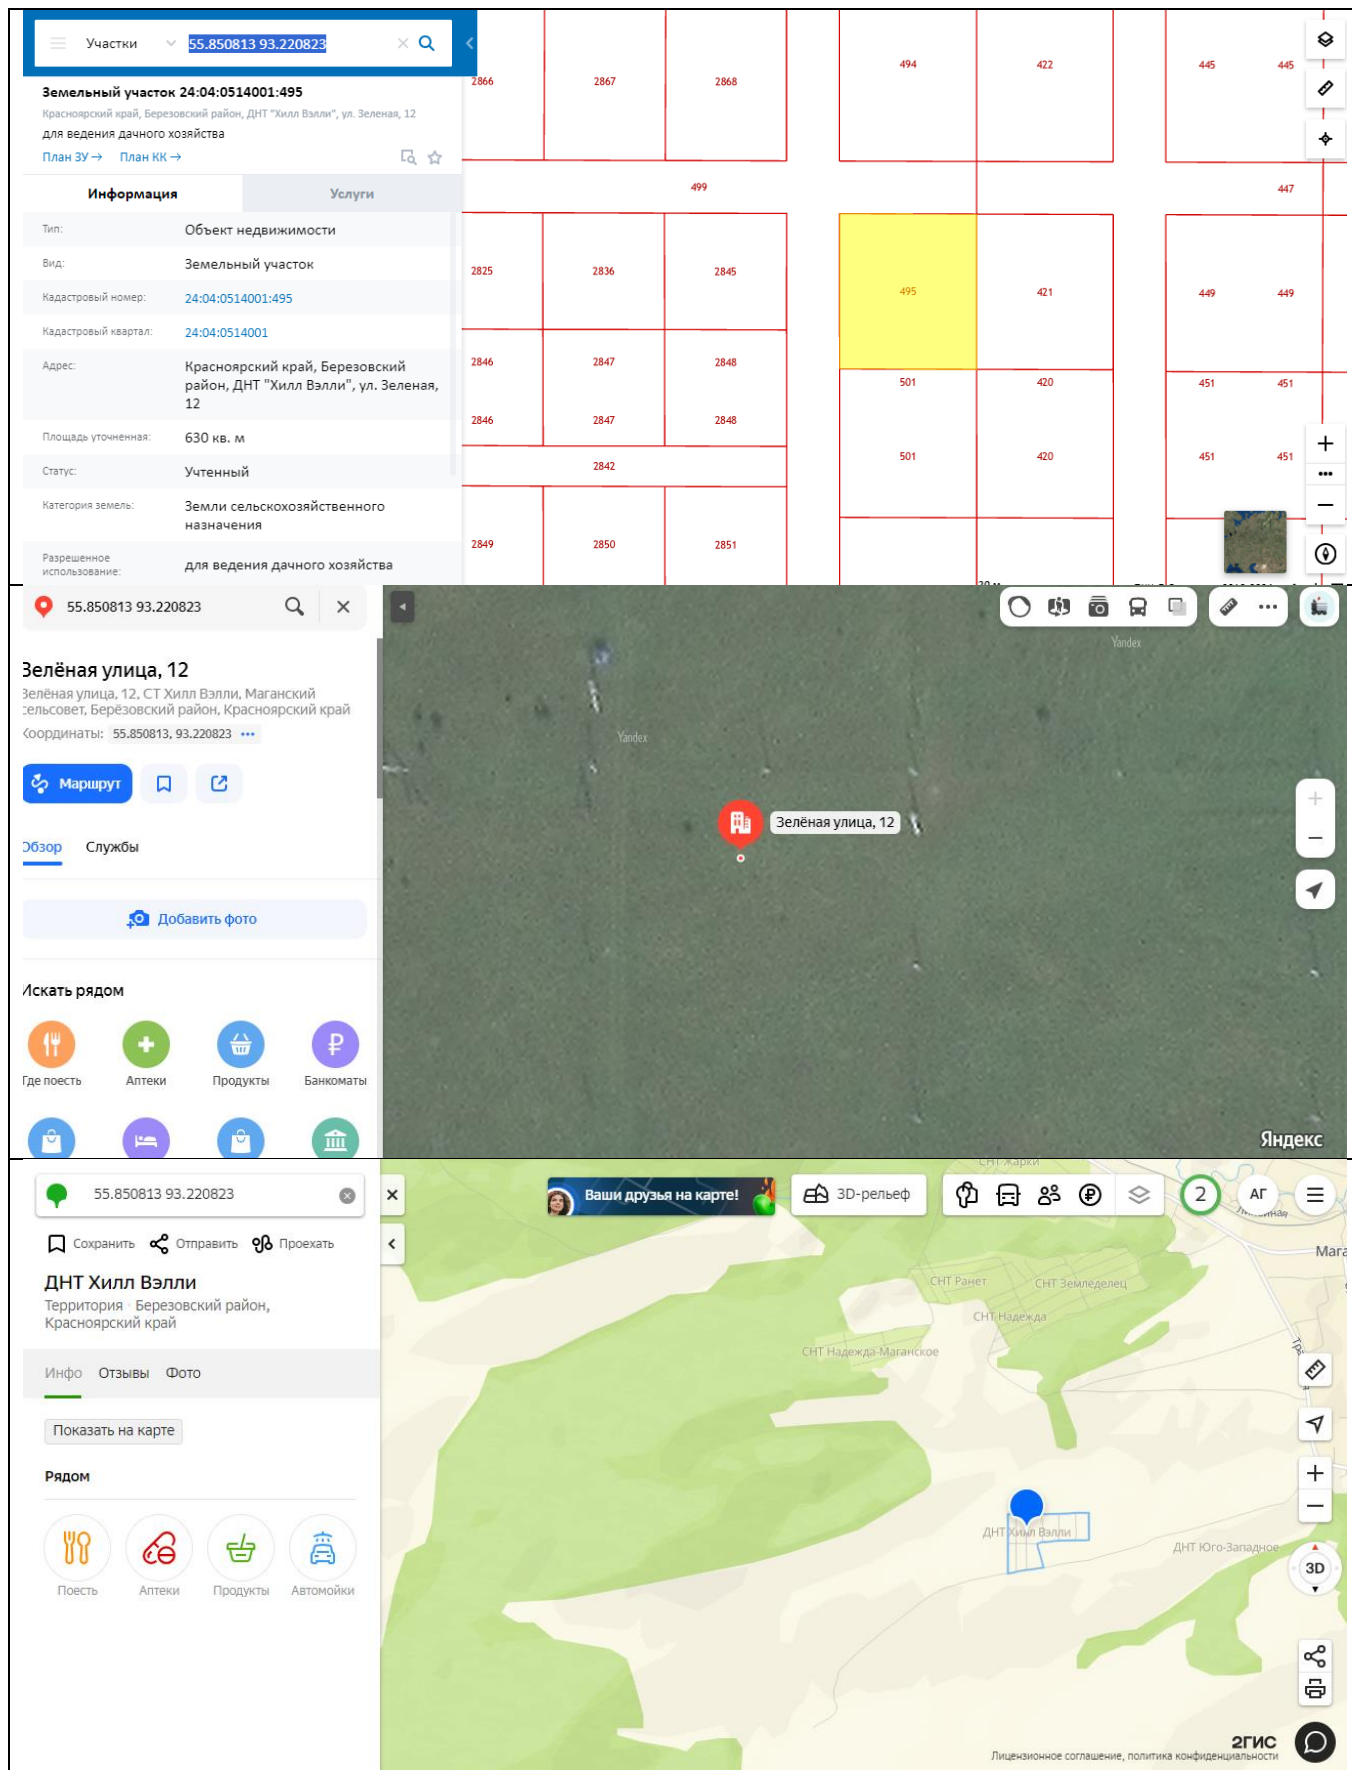 Участки
55.850813 93.220823
Земельный участок 24:04:0514001:495
Красноярский край, Березовский район, ДНТ "Хилл Вэлли", ул. Зеленая, 12
для ведения дачного хозяйства
План ЗУ → План КК →
Информация
Услуги
Тип: Объект недвижимости
Вид: Земельный участок
Кадастровый номер: 24:04:0514001:495
Кадастровый квартал: 24:04:0514001
Адрес: Красноярский край, Березовский
район, ДНТ "Хилл Вэлли", ул. Зеленая,
12
Площадь уточненная: 630 кв. м
Статус: Учтенный
Категория земель: Земли сельскохозяйственного
назначения
Разрешенное
использование: для ведения дачного хозяйства
2866 2867 2868 494 422 445 445
499 447
2825 2836 2845 495 421 449 449
2846 2847 2848 501 420 451 451
2846 2847 2848 501 420 451 451
2842
2849 2850 2851
55.850813 93.220823
Зелёная улица, 12
Зелёная улица, 12, СТ Хилл Вэлли, Маганский
сельсовет, Берёзовский район, Красноярский край
Координаты: 55.850813, 93.220823
Маршрут
Обзор Службы
Добавить фото
Искать рядом
Где поесть Аптеки Продукты Банкоматы
Yandex
Yandex
Зелёная улица, 12
Яндекс
55.850813 93.220823
Сохранить Отправить Проехать
ДНТ Хилл Вэлли
Территория · Березовский район,
Красноярский край
Инфо Отзывы Фото
Показать на карте
Рядом
Поесть Аптеки Продукты Автомойки
СНТ Жарки
Ваши друзья на карте!
3D-рельеф
2
АГ
Мага
СНТ Ранет
СНТ Земледелец
СНТ Надежда
СНТ Надежда-Маганское
ДНТ Хилл Вэлли
ДНТ Юго-Западное
3D
2ГИС
Лицензионное соглашение, политика конфиденциальности